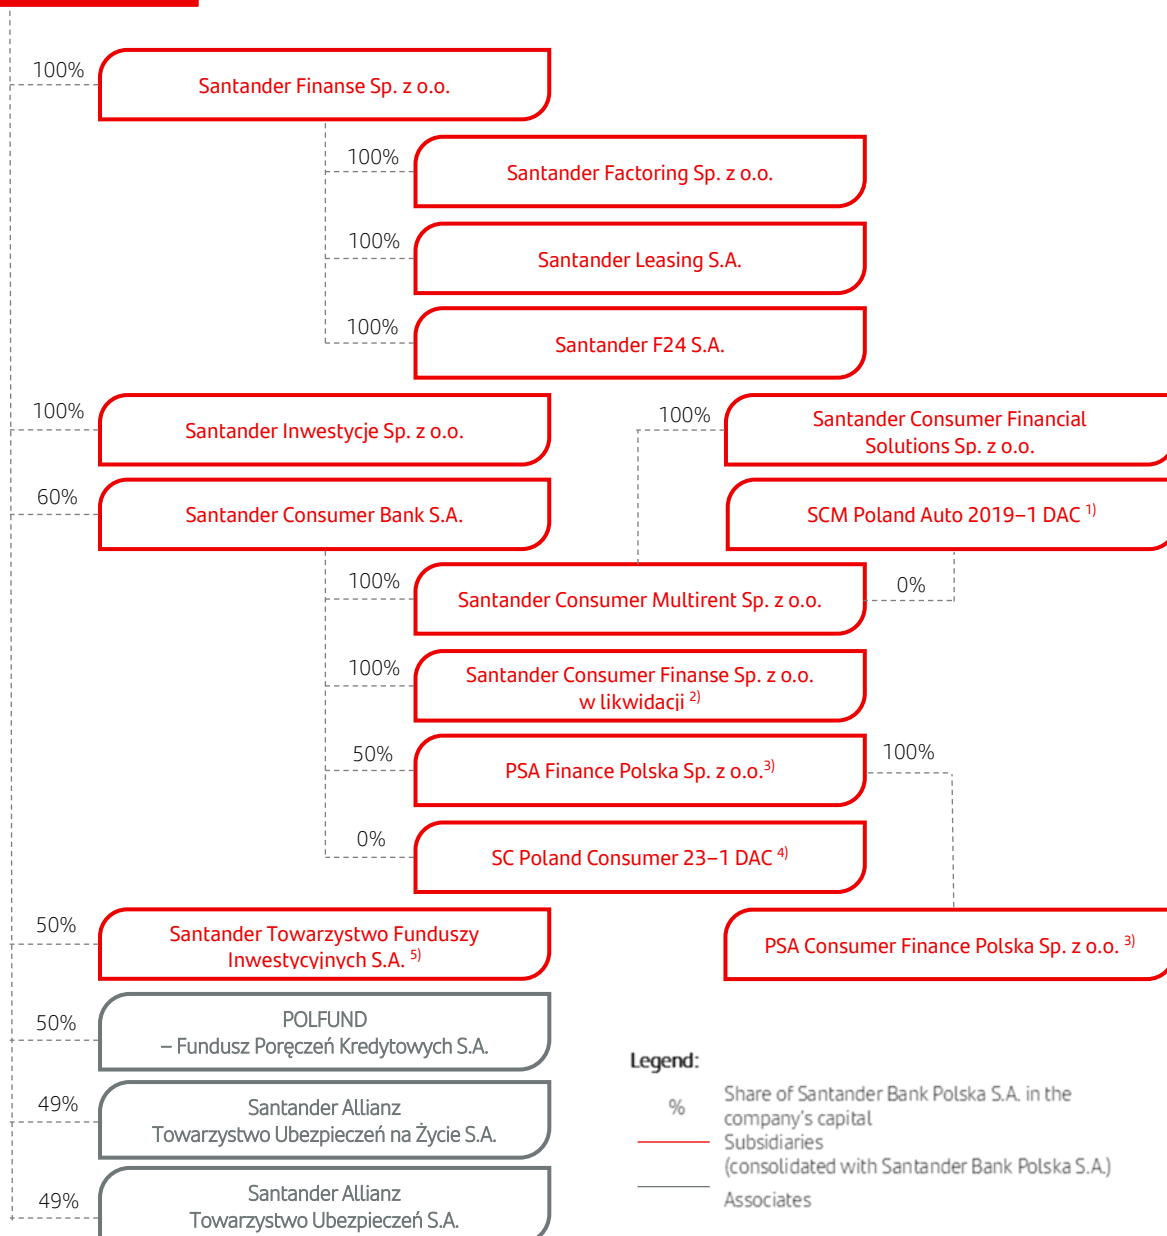 100%
Santander Finanse Sp. z o.o.
100%
Santander Factoring Sp. z o.o.
100%
Santander Leasing S.A.
100%
Santander F24 S.A.
100%
Santander Inwestycje Sp. z o.o.
100%
Santander Consumer Financial
Solutions Sp. z o.o.
60%
Santander Consumer Bank S.A.
SCM Poland Auto 2019–1 DAC 1)
100%
Santander Consumer Multirent Sp. z o.o.
0%
100%
Santander Consumer Finanse Sp. z o.o.
w likwidacji 2)
50%
PSA Finance Polska Sp. z o.o.3)
100%
0%
SC Poland Consumer 23–1 DAC 4)
50%
Santander Towarzystwo Funduszy
Inwestycyjnych S.A. 5)
PSA Consumer Finance Polska Sp. z o.o. 3)
50%
POLFUND
– Fundusz Poręczeń Kredytowych S.A.
49%
Santander Allianz
Towarzystwo Ubezpieczeń na Życie S.A.
49%
Santander Allianz
Towarzystwo Ubezpieczeń S.A.
Legend:
%
Share of Santander Bank Polska S.A. in the
company's capital
Subsidiaries
(consolidated with Santander Bank Polska S.A.)
Associates